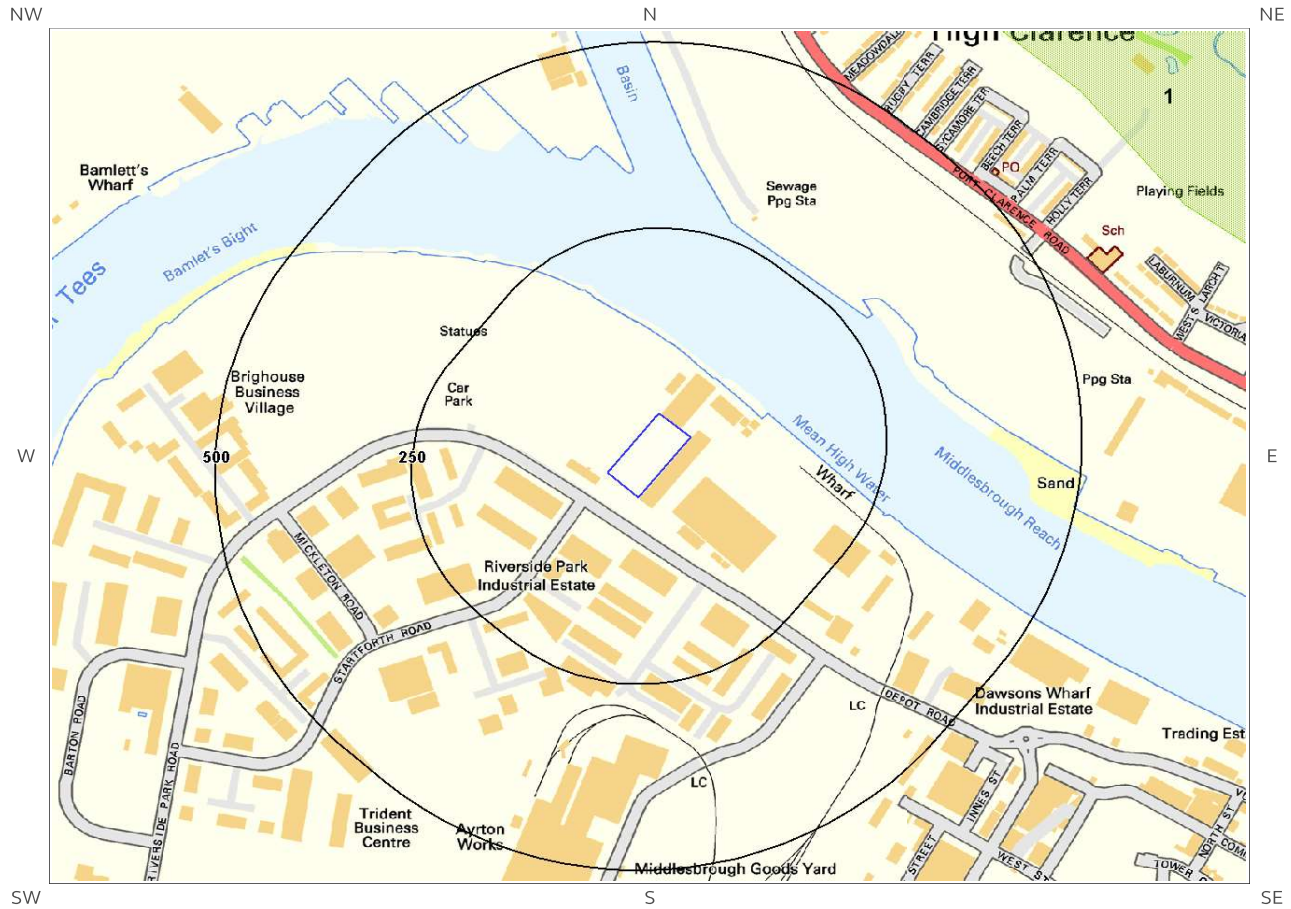 NW
N
NE
High Clarence
MEADOWDALE
RUGBY TERR
CAMBRIDGE TERR
SYCAMORE TER
BEECH TERR
PO
PALM TERR
HOLLY TERR
PORT CLARENCE ROAD
1
Basin
Bamlett's
Wharf
Sewage
Ppg Sta
Playing Fields
Sch
Bamlet's Bight
Tees
LABURNUM
LARCH T
WEST S
VICTORIA
Statues
Brighouse
Business
Village
Car
Park
Ppg Sta
W
500
250
Mean High Water
Wharf
Middlesbrough Reach
Sand
E
MICKLETON ROAD
Riverside Park
Industrial Estate
STARTFORTH ROAD
BARTON ROAD
RIVERSIDE PARK ROAD
LC
DEPOT ROAD
Dawsons Wharf
Industrial Estate
Trading Est
LC
INNES ST
Trident
Business
Centre
Ayrton
Works
Middlesbrough Goods Yard
STREET
WEST ST
NORTH ST
TOWER
SW
S
SE